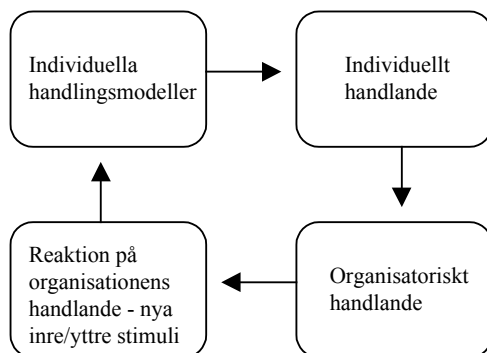 Individuella
handlingsmodeller
Individuellt
handlande
Reaktion på
organisationens
handlande - nya
inre/yttre stimuli
Organisatoriskt
handlande